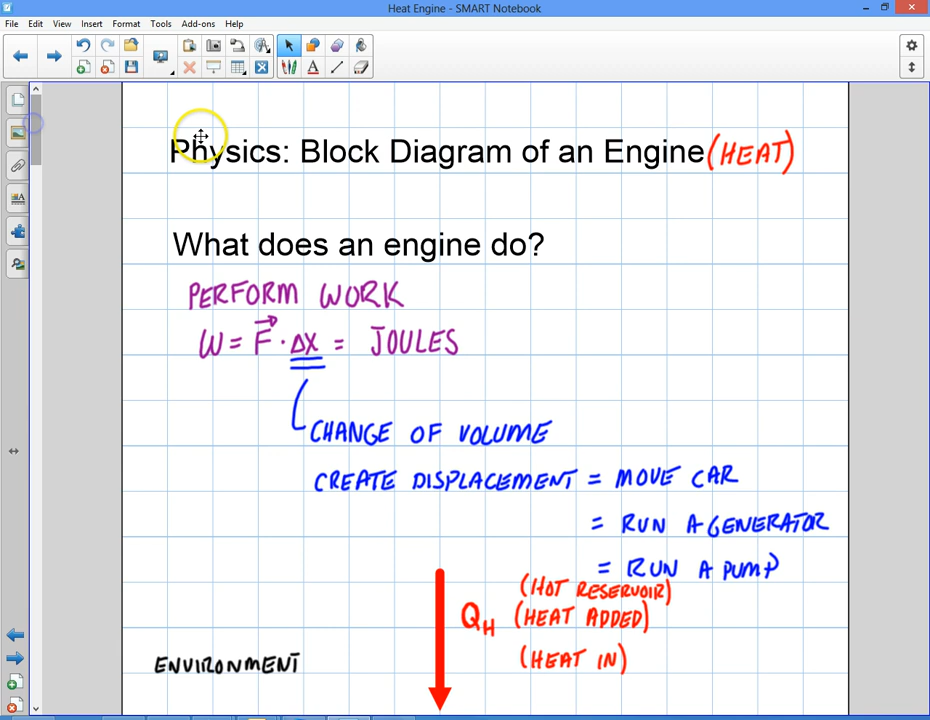 Heat Engine - SMART Notebook
File Edit View Insert Format Tools Add-ons Help
Physics: Block Diagram of an Engine (HEAT)
What does an engine do?
PERFORM WORK
W = F · ΔX = JOULES
CHANGE OF VOLUME
CREATE DISPLACEMENT = MOVE CAR
= RUN A GENERATOR
= RUN A PUMP
(HOT RESERVOIR)
QH (HEAT ADDED)
(HEAT IN)
ENVIRONMENT